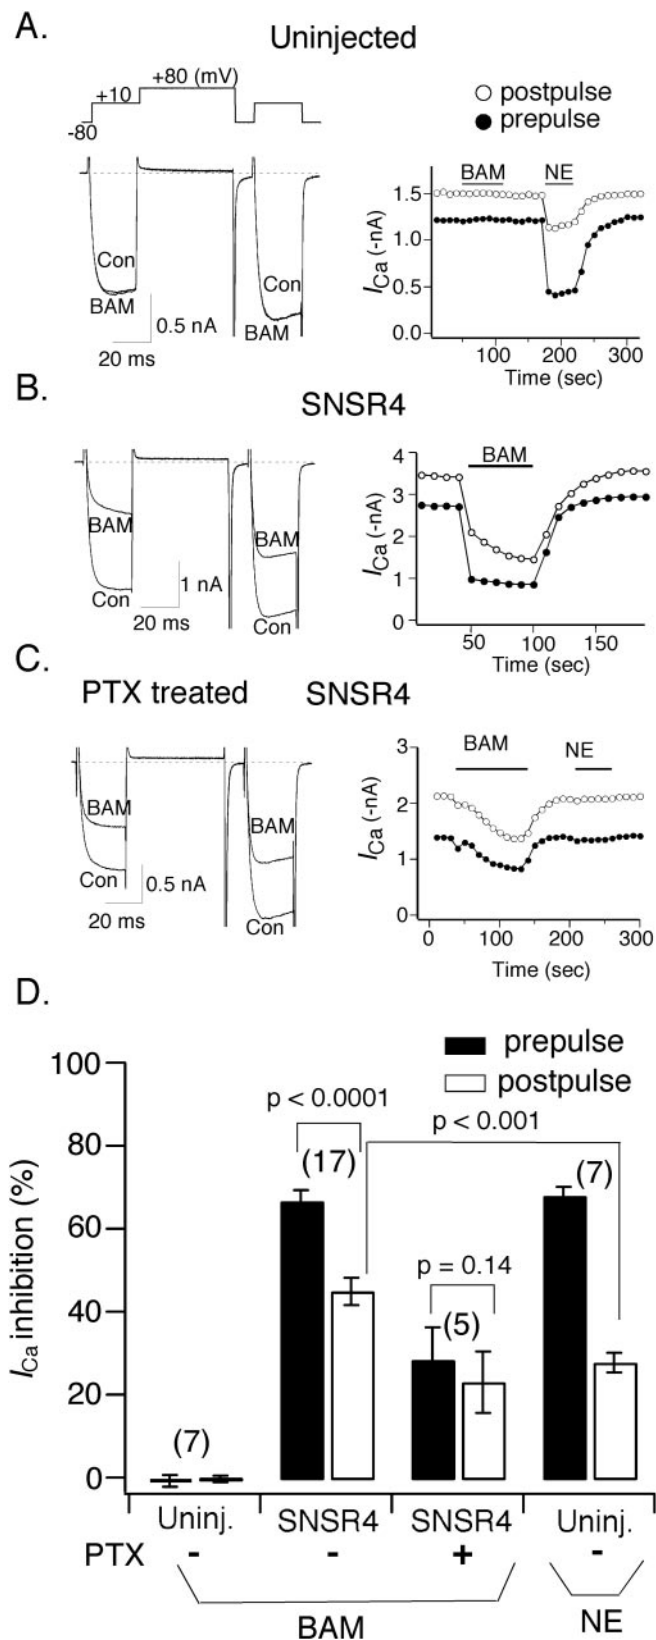 A.
Uninjected
+80 (mV)
+10
-80
Con
BAM
0.5 nA
20 ms
Con
BAM
postpulse
prepulse
BAM NE
1.5
1.0
0.5
0.0
ICa (-nA)
100 200 300
Time (sec)
B.
SNSR4
BAM
Con
1 nA
20 ms
BAM
Con
BAM
4
3
2
1
0
ICa (-nA)
50 100 150
Time (sec)
C.
PTX treated SNSR4
BAM
Con
0.5 nA
20 ms
BAM
Con
BAM NE
3
2
1
0
ICa (-nA)
0 100 200 300
Time (sec)
D.
prepulse
postpulse
100
80
60
40
20
0
ICa inhibition (%)
p < 0.0001
p < 0.001
(17)
(7)
p = 0.14
(5)
(7)
Uninj. SNSR4 SNSR4 Uninj.
PTX - - + -
BAM NE